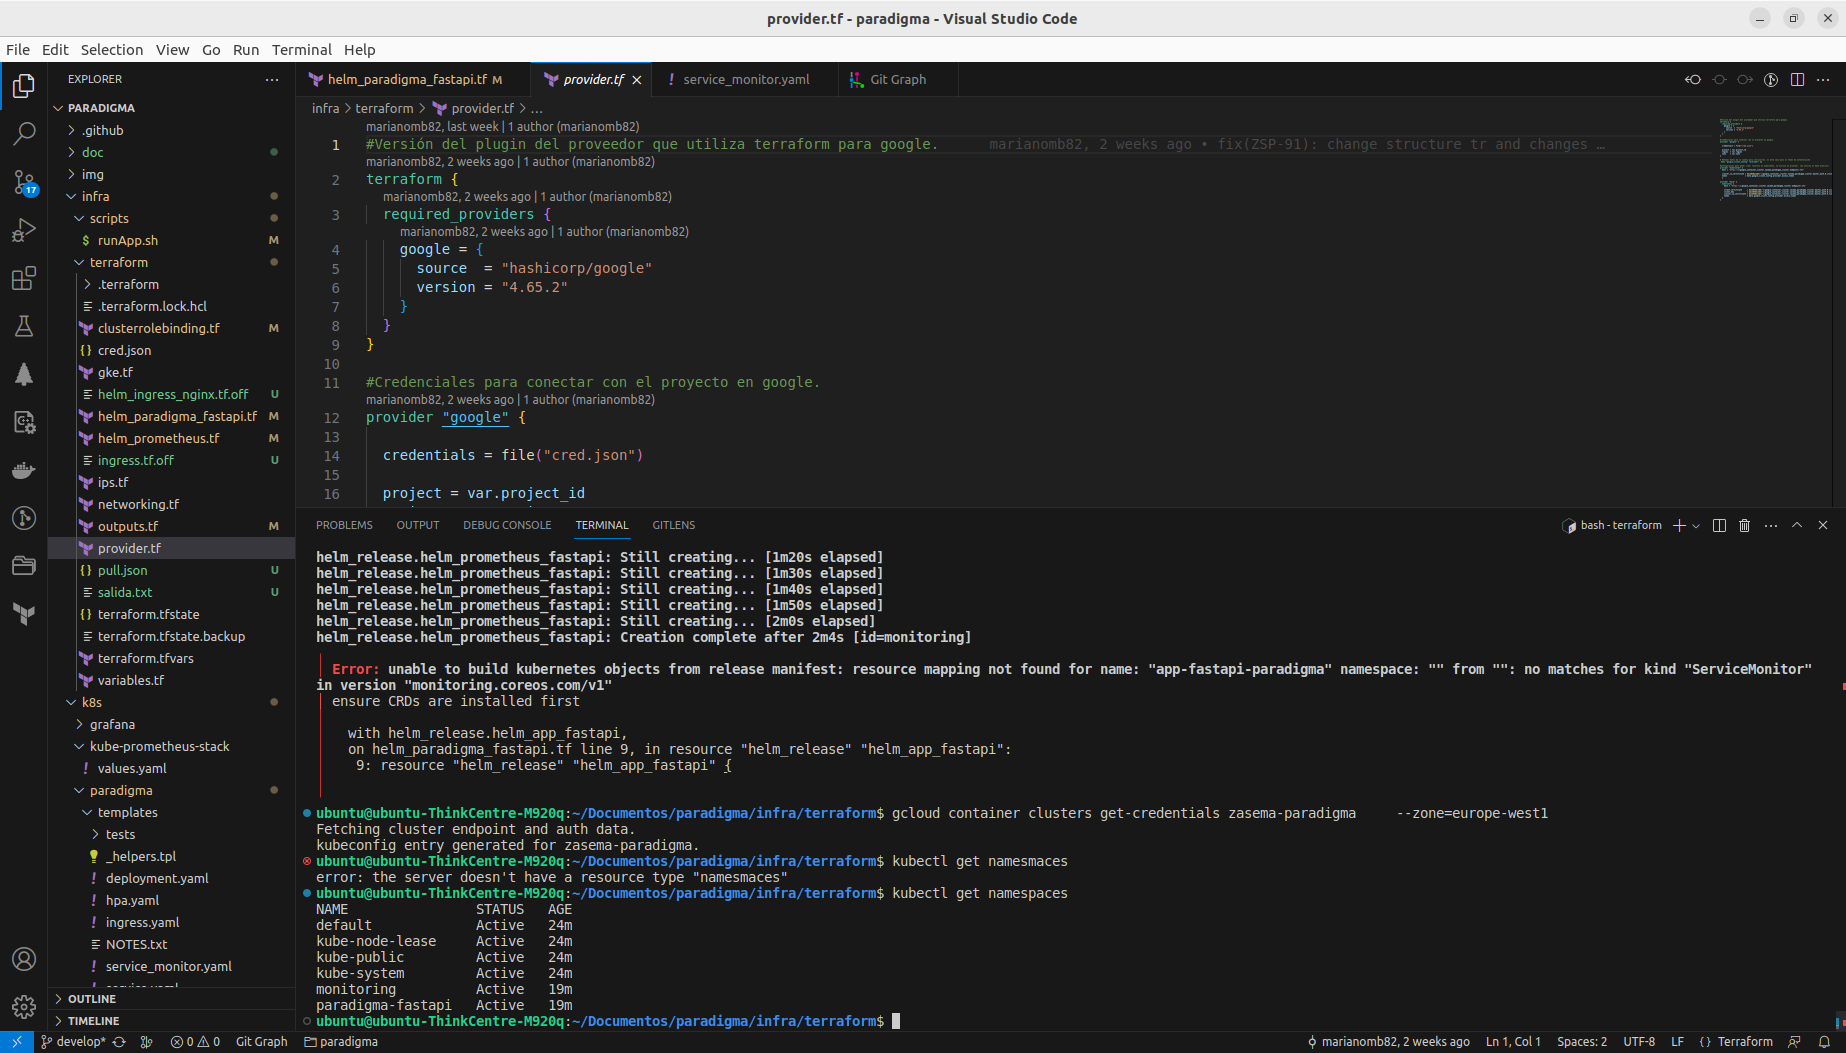 provider.tf - paradigma - Visual Studio Code
File Edit Selection View Go Run Terminal Help
EXPLORER
helm_paradigma_fastapi.tf M
provider.tf
service_monitor.yaml
Git Graph
PARADIGMA
.github
doc
img
infra
scripts
runApp.sh M
terraform
.terraform
.terraform.lock.hcl
clusterrolebinding.tf M
cred.json
gke.tf
helm_ingress_nginx.tf.off U
helm_paradigma_fastapi.tf M
helm_prometheus.tf M
ingress.tf.off U
ips.tf
networking.tf
outputs.tf M
provider.tf
pull.json U
salida.txt U
terraform.tfstate
terraform.tfstate.backup
terraform.tfvars
variables.tf
k8s
grafana
kube-prometheus-stack
values.yaml
paradigma
templates
tests
_helpers.tpl
deployment.yaml
hpa.yaml
ingress.yaml
NOTES.txt
service_monitor.yaml
OUTLINE
TIMELINE
17
infra > terraform > provider.tf > ...
marianomb82, last week | 1 author (marianomb82)
1 #Versión del plugin del proveedor que utiliza terraform para google. marianomb82, 2 weeks ago • fix(ZSP-91): change structure tr and changes …
marianomb82, 2 weeks ago | 1 author (marianomb82)
2 terraform {
marianomb82, 2 weeks ago | 1 author (marianomb82)
3 required_providers {
marianomb82, 2 weeks ago | 1 author (marianomb82)
4 google = {
5 source = "hashicorp/google"
6 version = "4.65.2"
7 }
8 }
9 }
10
11 #Credenciales para conectar con el proyecto en google.
marianomb82, 2 weeks ago | 1 author (marianomb82)
12 provider "google" {
13
14 credentials = file("cred.json")
15
16 project = var.project_id
PROBLEMS OUTPUT DEBUG CONSOLE TERMINAL GITLENS
bash - terraform
helm_release.helm_prometheus_fastapi: Still creating... [1m20s elapsed]
helm_release.helm_prometheus_fastapi: Still creating... [1m30s elapsed]
helm_release.helm_prometheus_fastapi: Still creating... [1m40s elapsed]
helm_release.helm_prometheus_fastapi: Still creating... [1m50s elapsed]
helm_release.helm_prometheus_fastapi: Still creating... [2m0s elapsed]
helm_release.helm_prometheus_fastapi: Creation complete after 2m4s [id=monitoring]
Error: unable to build kubernetes objects from release manifest: resource mapping not found for name: "app-fastapi-paradigma" namespace: "" from "": no matches for kind "ServiceMonitor"
in version "monitoring.coreos.com/v1"
ensure CRDs are installed first
with helm_release.helm_app_fastapi,
on helm_paradigma_fastapi.tf line 9, in resource "helm_release" "helm_app_fastapi":
9: resource "helm_release" "helm_app_fastapi" {
ubuntu@ubuntu-ThinkCentre-M920q:~/Documentos/paradigma/infra/terraform$ gcloud container clusters get-credentials zasema-paradigma --zone=europe-west1
Fetching cluster endpoint and auth data.
kubeconfig entry generated for zasema-paradigma.
ubuntu@ubuntu-ThinkCentre-M920q:~/Documentos/paradigma/infra/terraform$ kubectl get namesmaces
error: the server doesn't have a resource type "namesmaces"
ubuntu@ubuntu-ThinkCentre-M920q:~/Documentos/paradigma/infra/terraform$ kubectl get namespaces
NAME STATUS AGE
default Active 24m
kube-node-lease Active 24m
kube-public Active 24m
kube-system Active 24m
monitoring Active 19m
paradigma-fastapi Active 19m
ubuntu@ubuntu-ThinkCentre-M920q:~/Documentos/paradigma/infra/terraform$
develop* 0 0 Git Graph paradigma
marianomb82, 2 weeks ago Ln 1, Col 1 Spaces: 2 UTF-8 LF {} Terraform